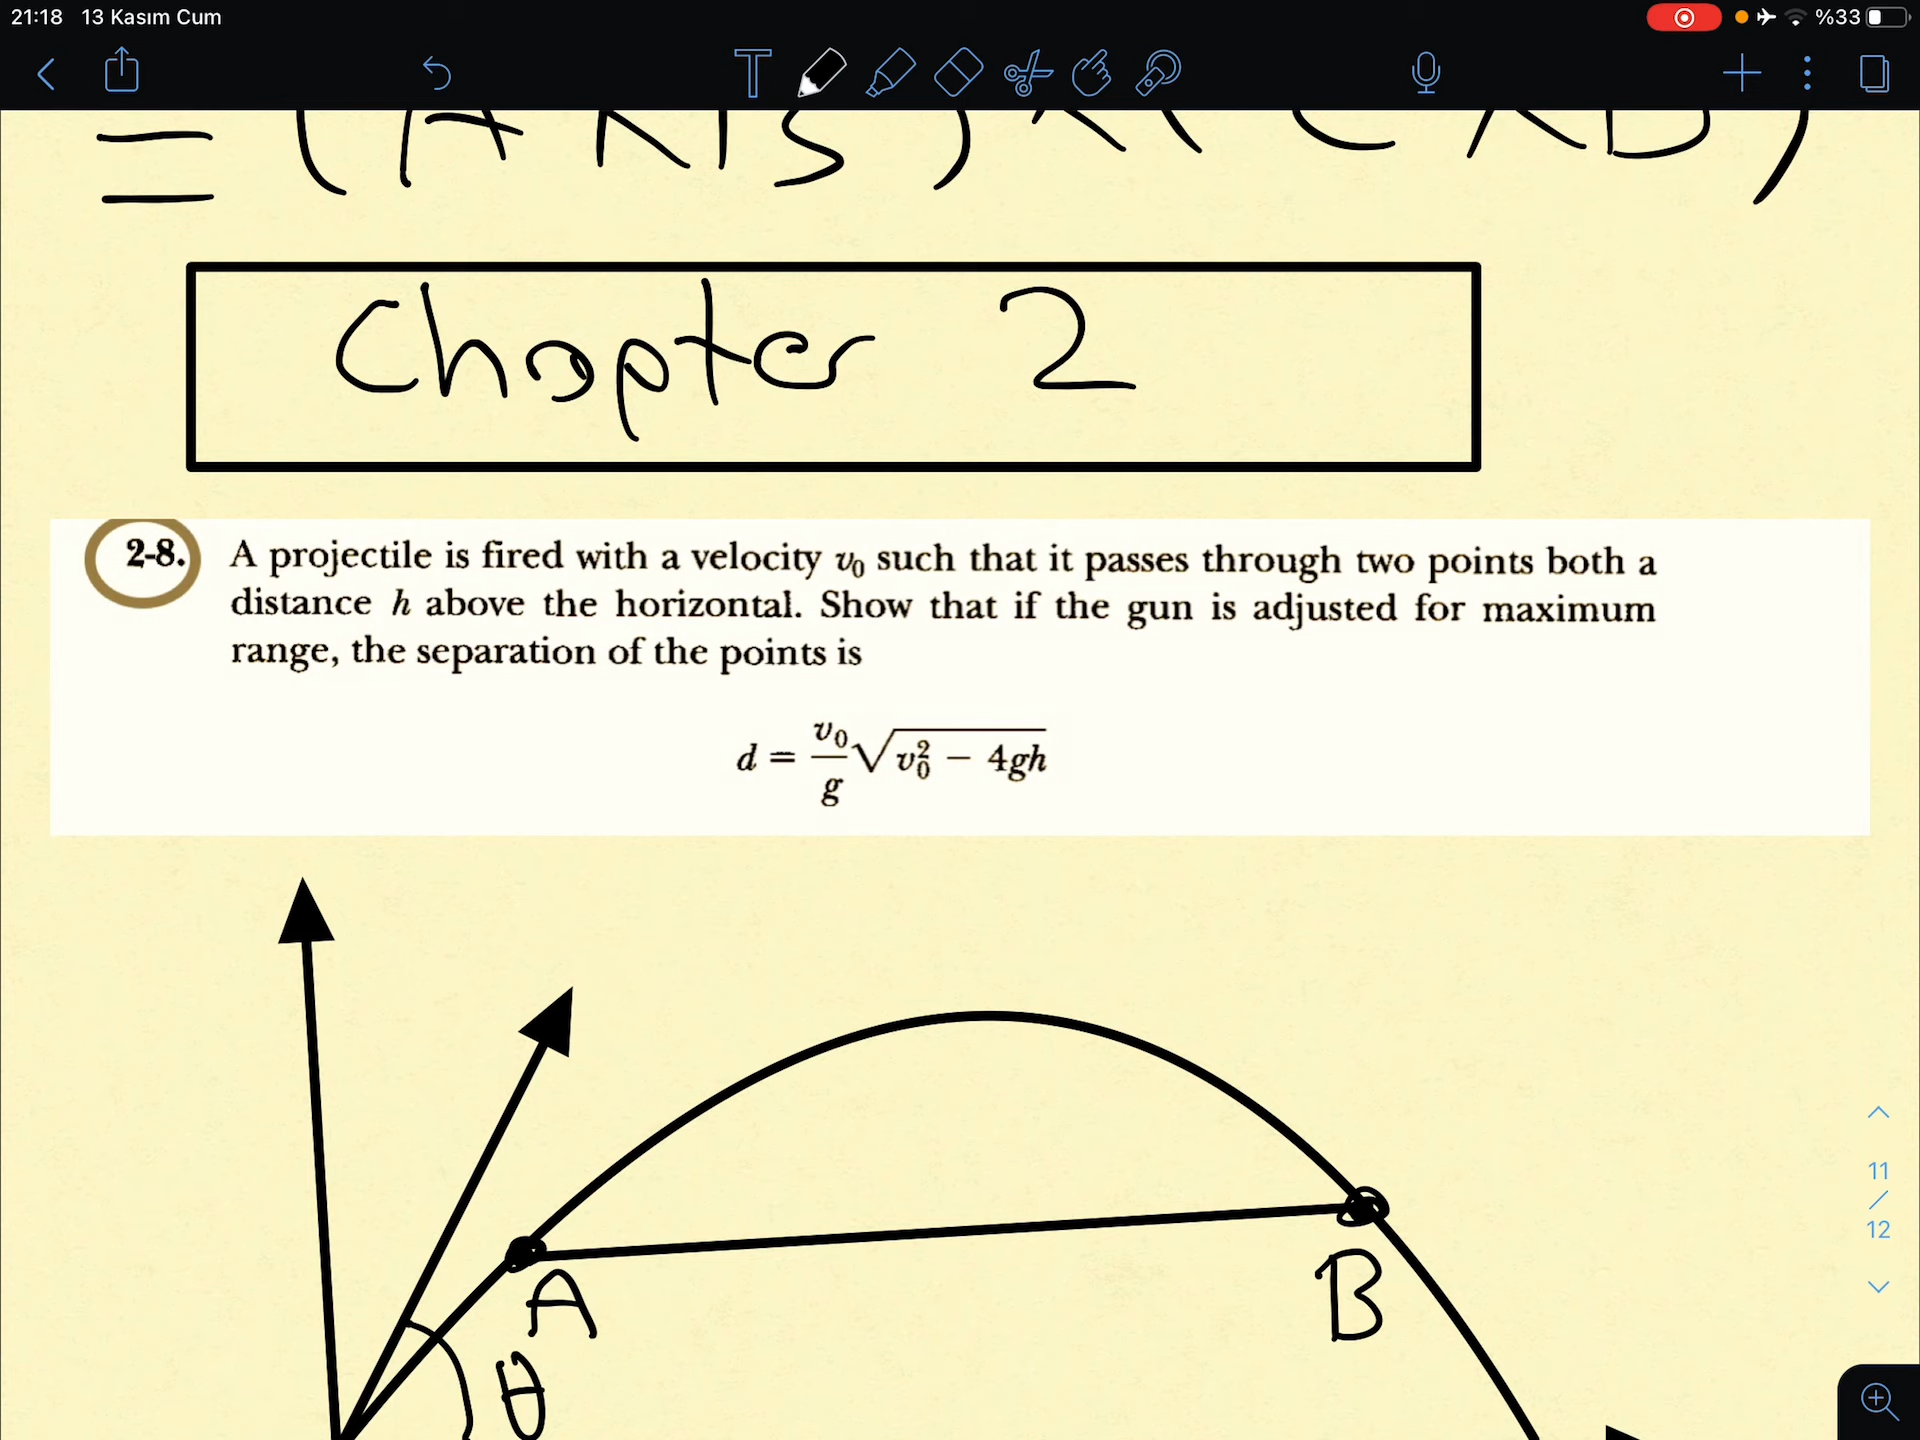 21:18 13 Kasım Cum %33
Chapter 2
2-8. A projectile is fired with a velocity v₀ such that it passes through two points both a
distance h above the horizontal. Show that if the gun is adjusted for maximum
range, the separation of the points is
d = v₀/g √(v₀² − 4gh)
A
B
θ
11
/
12